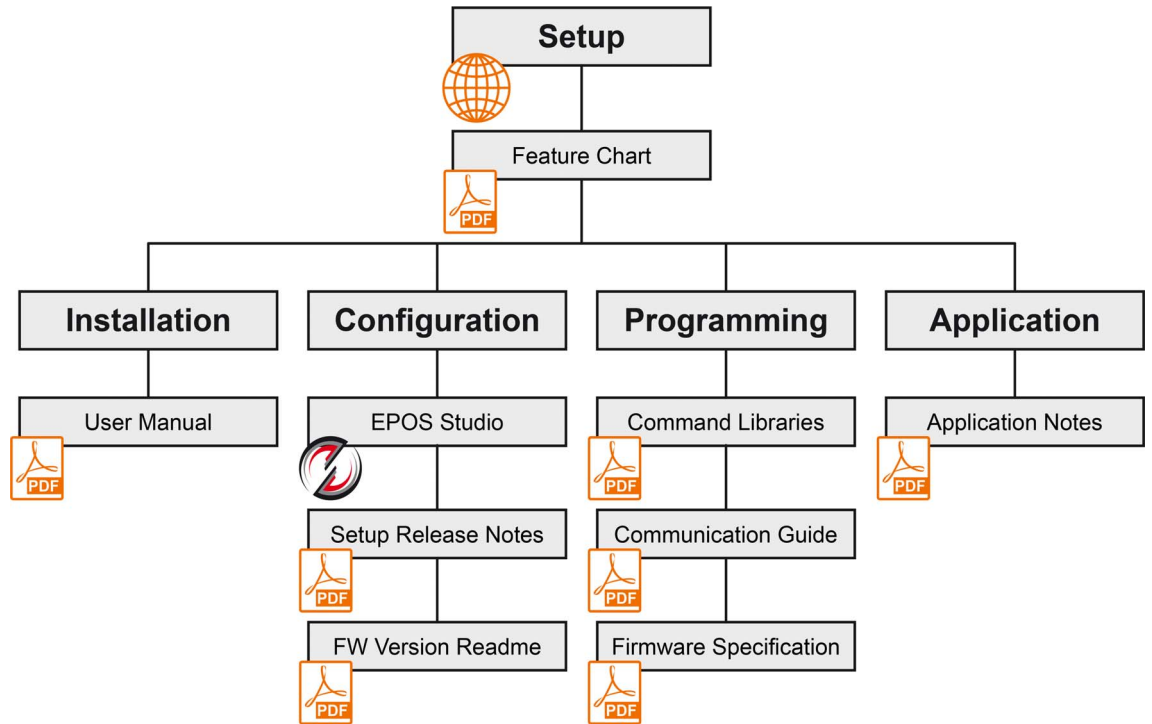 Setup
Feature Chart
PDF
Installation
Configuration
Programming
Application
User Manual
EPOS Studio
Command Libraries
Application Notes
PDF
PDF
PDF
Setup Release Notes
Communication Guide
PDF
PDF
FW Version Readme
Firmware Specification
PDF
PDF